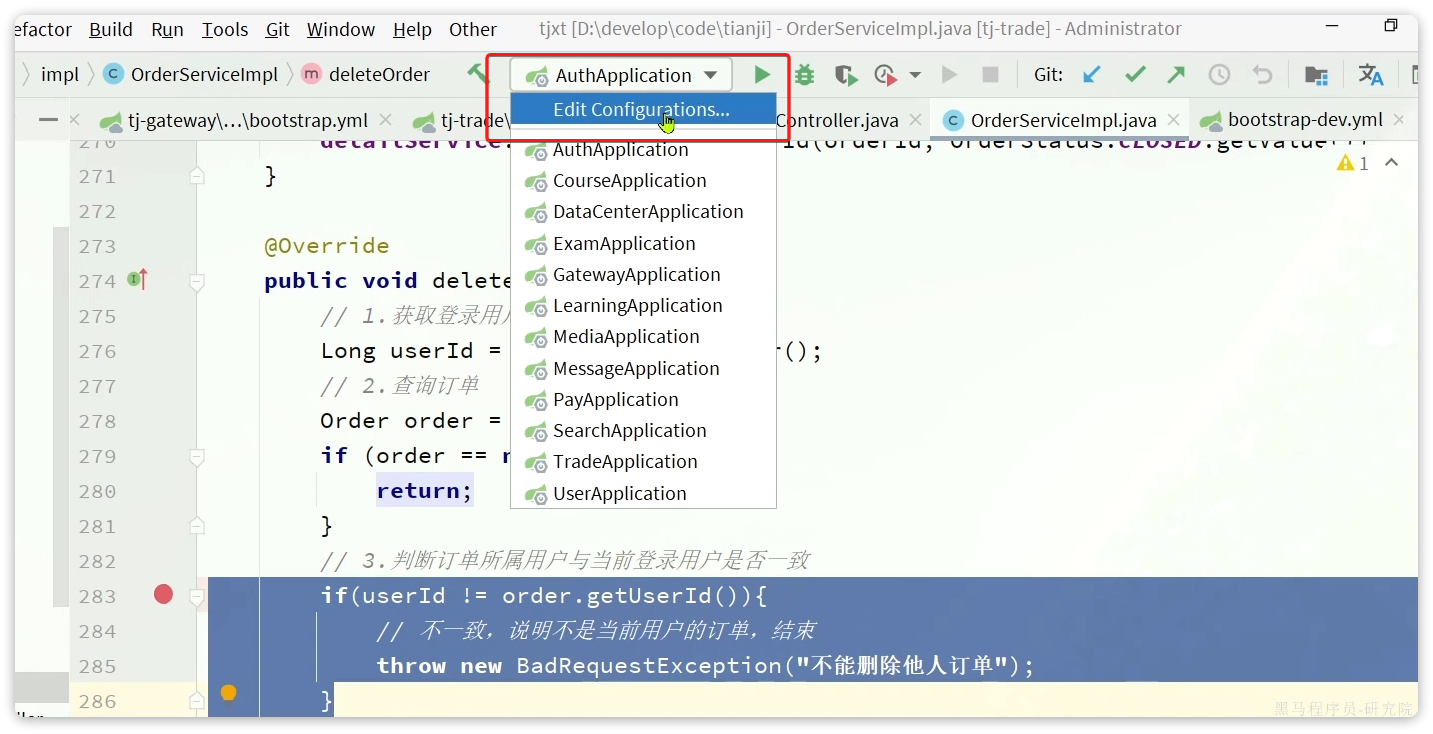 efactor Build Run Tools Git Window Help Other tjxt [D:\develop\code\tianji] - OrderServiceImpl.java [tj-trade] - Administrator
impl OrderServiceImpl deleteOrder AuthApplication Git:
Edit Configurations...
tj-gateway\...\bootstrap.yml tj-trade\ Controller.java OrderServiceImpl.java bootstrap-dev.yml
270 detailService. Id(orderId, OrderStatus.CLOSED.getValue())
1
AuthApplication
CourseApplication
DataCenterApplication
ExamApplication
GatewayApplication
LearningApplication
MediaApplication
MessageApplication
PayApplication
SearchApplication
TradeApplication
UserApplication
271 }
272
273 @Override
274 public void delete
275 // 1.获取登录用
276 Long userId = r();
277 // 2.查询订单
278 Order order =
279 if (order == n
280 return;
281 }
282 // 3.判断订单所属用户与当前登录用户是否一致
283 if(userId != order.getUserId()){
284 // 不一致，说明不是当前用户的订单，结束
285 throw new BadRequestException("不能删除他人订单");
286 }
黑马程序员-研究院